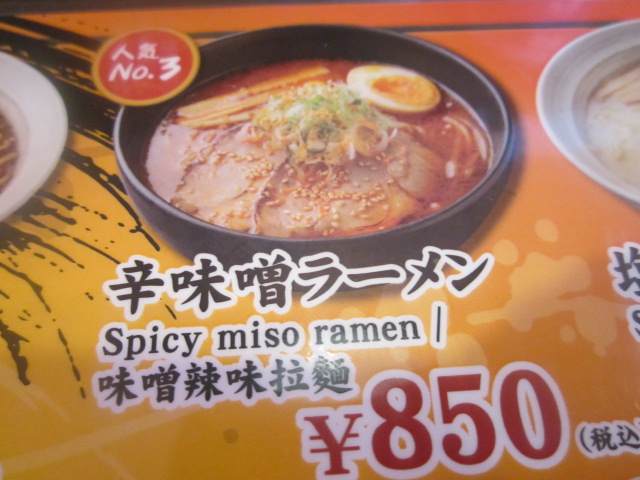 人気
No.3
辛味噌ラーメン
Spicy miso ramen |
味噌辣味拉麵
¥850
(税込
塩
S